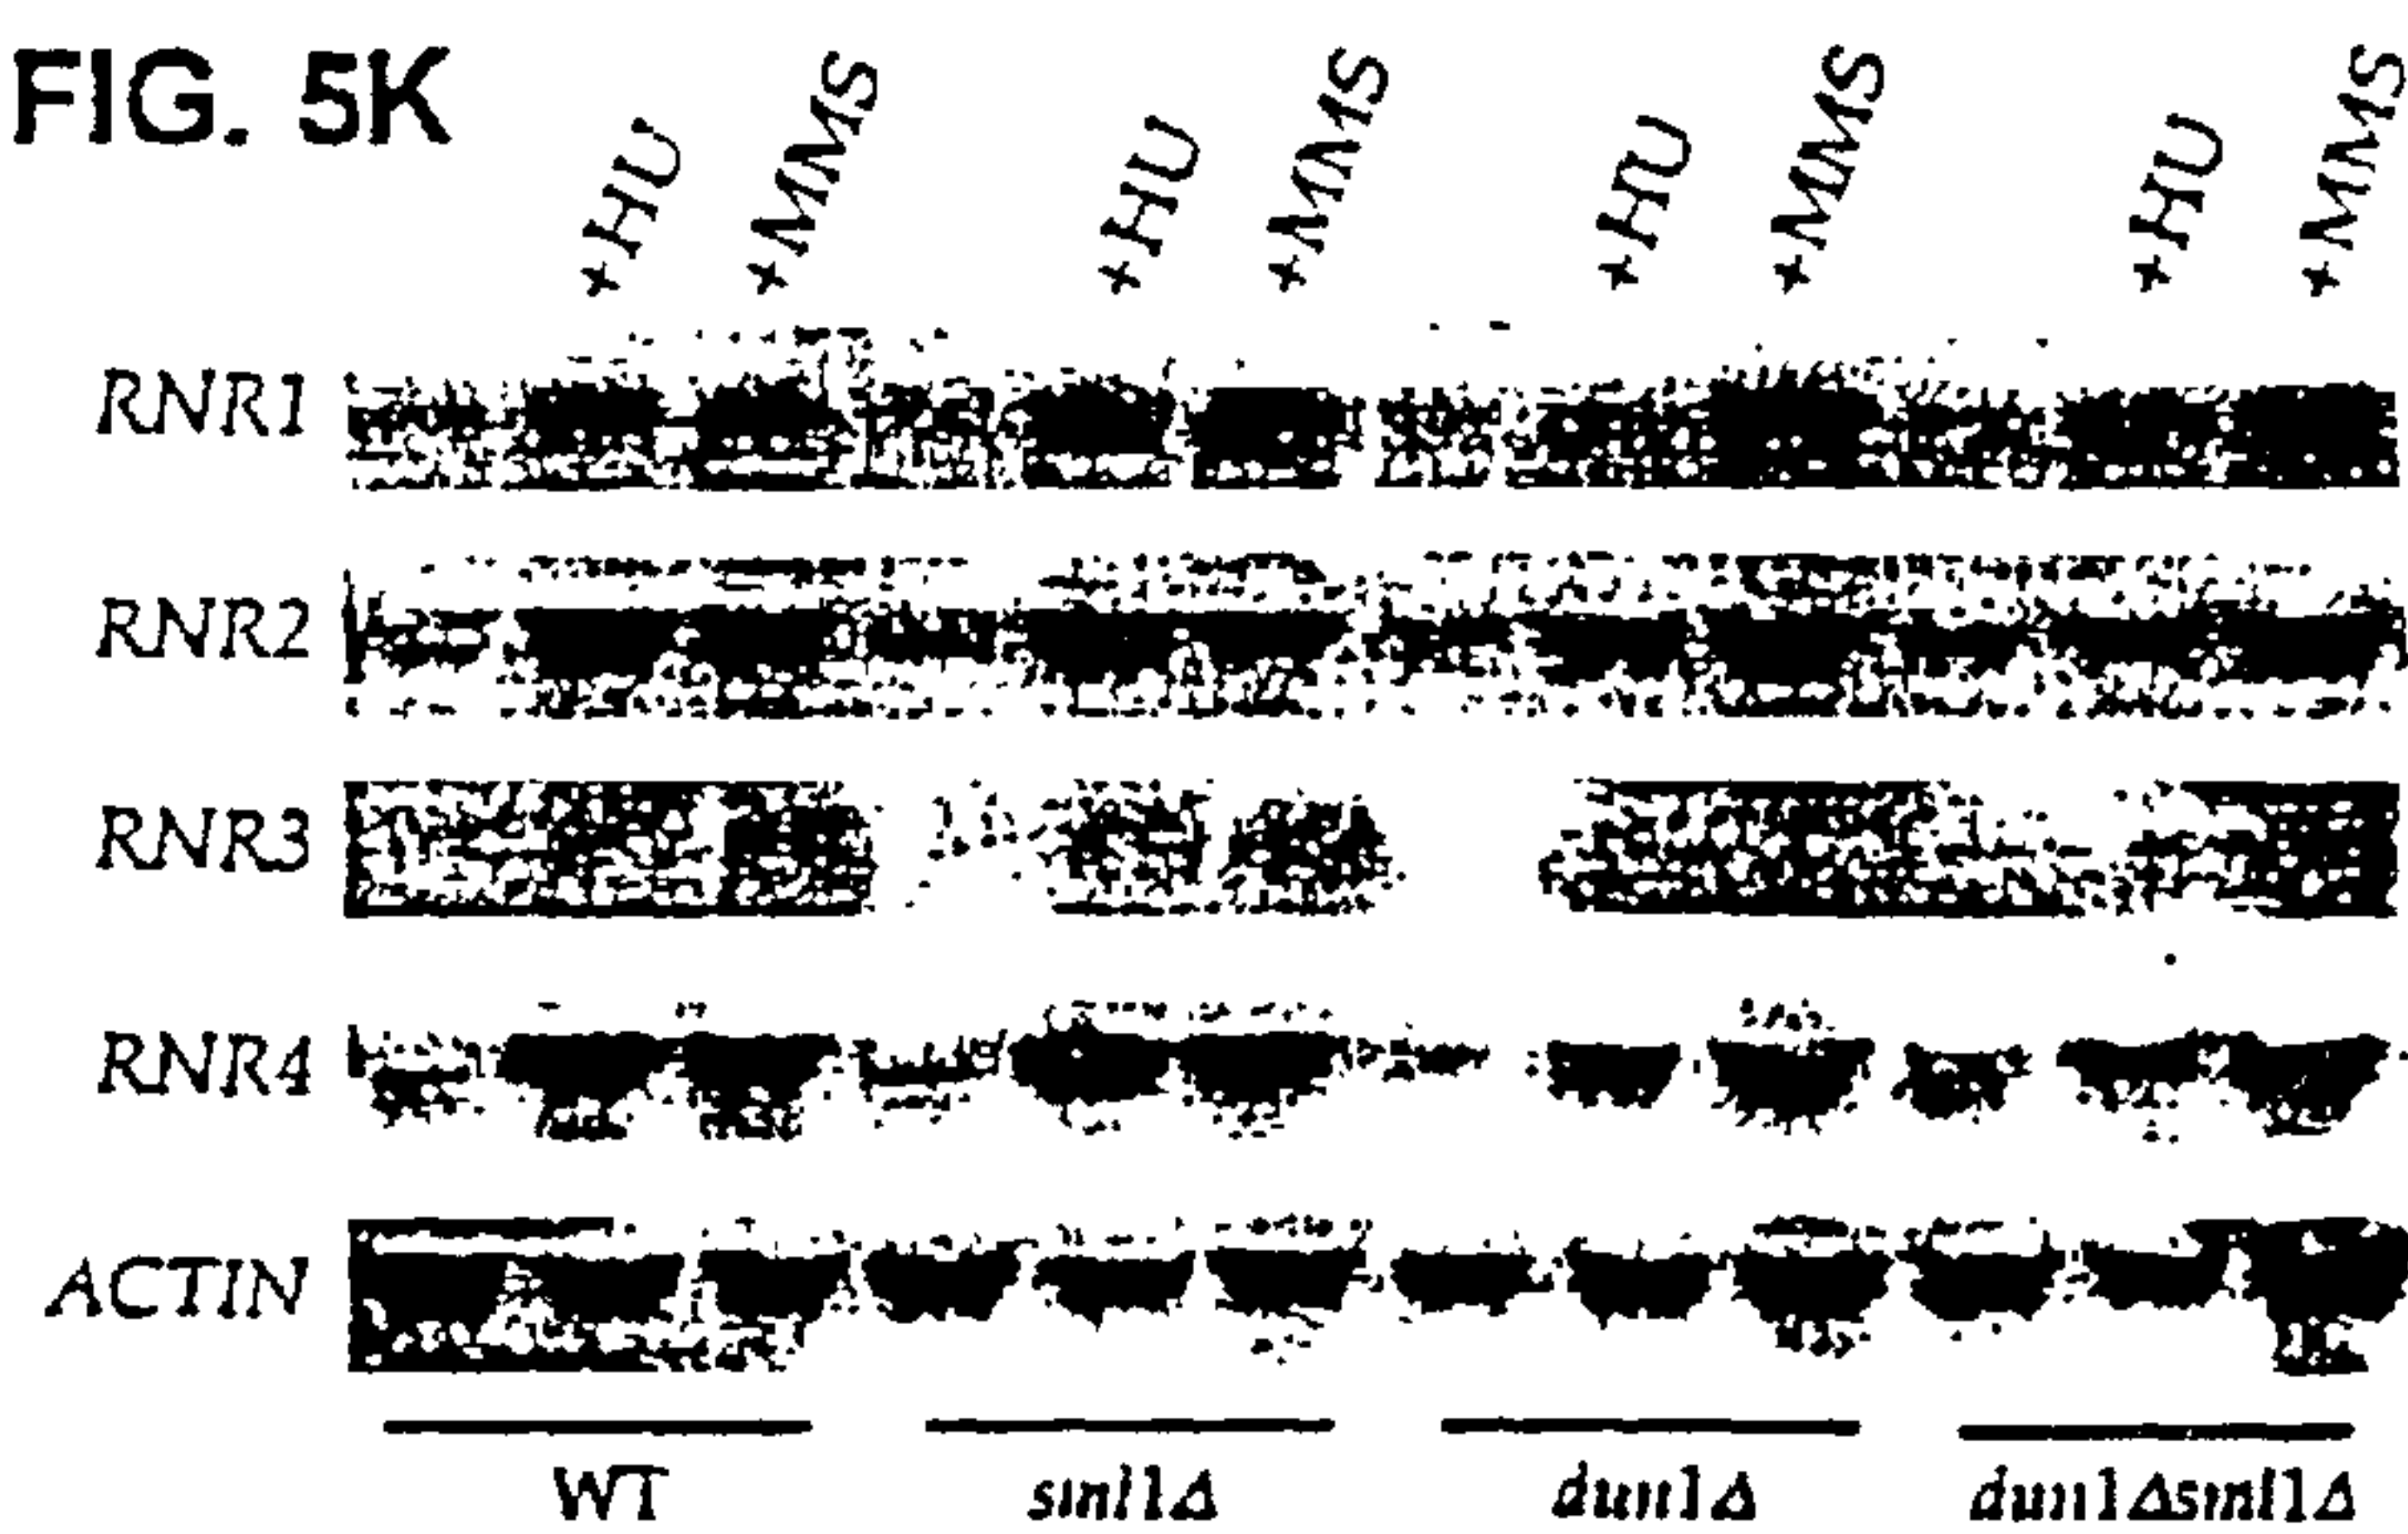 FIG. 5K
+HU +MMS +HU +MMS +HU +MMS +HU +MMS
RNR1
RNR2
RNR3
RNR4
ACTIN
WT sml1Δ dun1Δ dun1Δsml1Δ